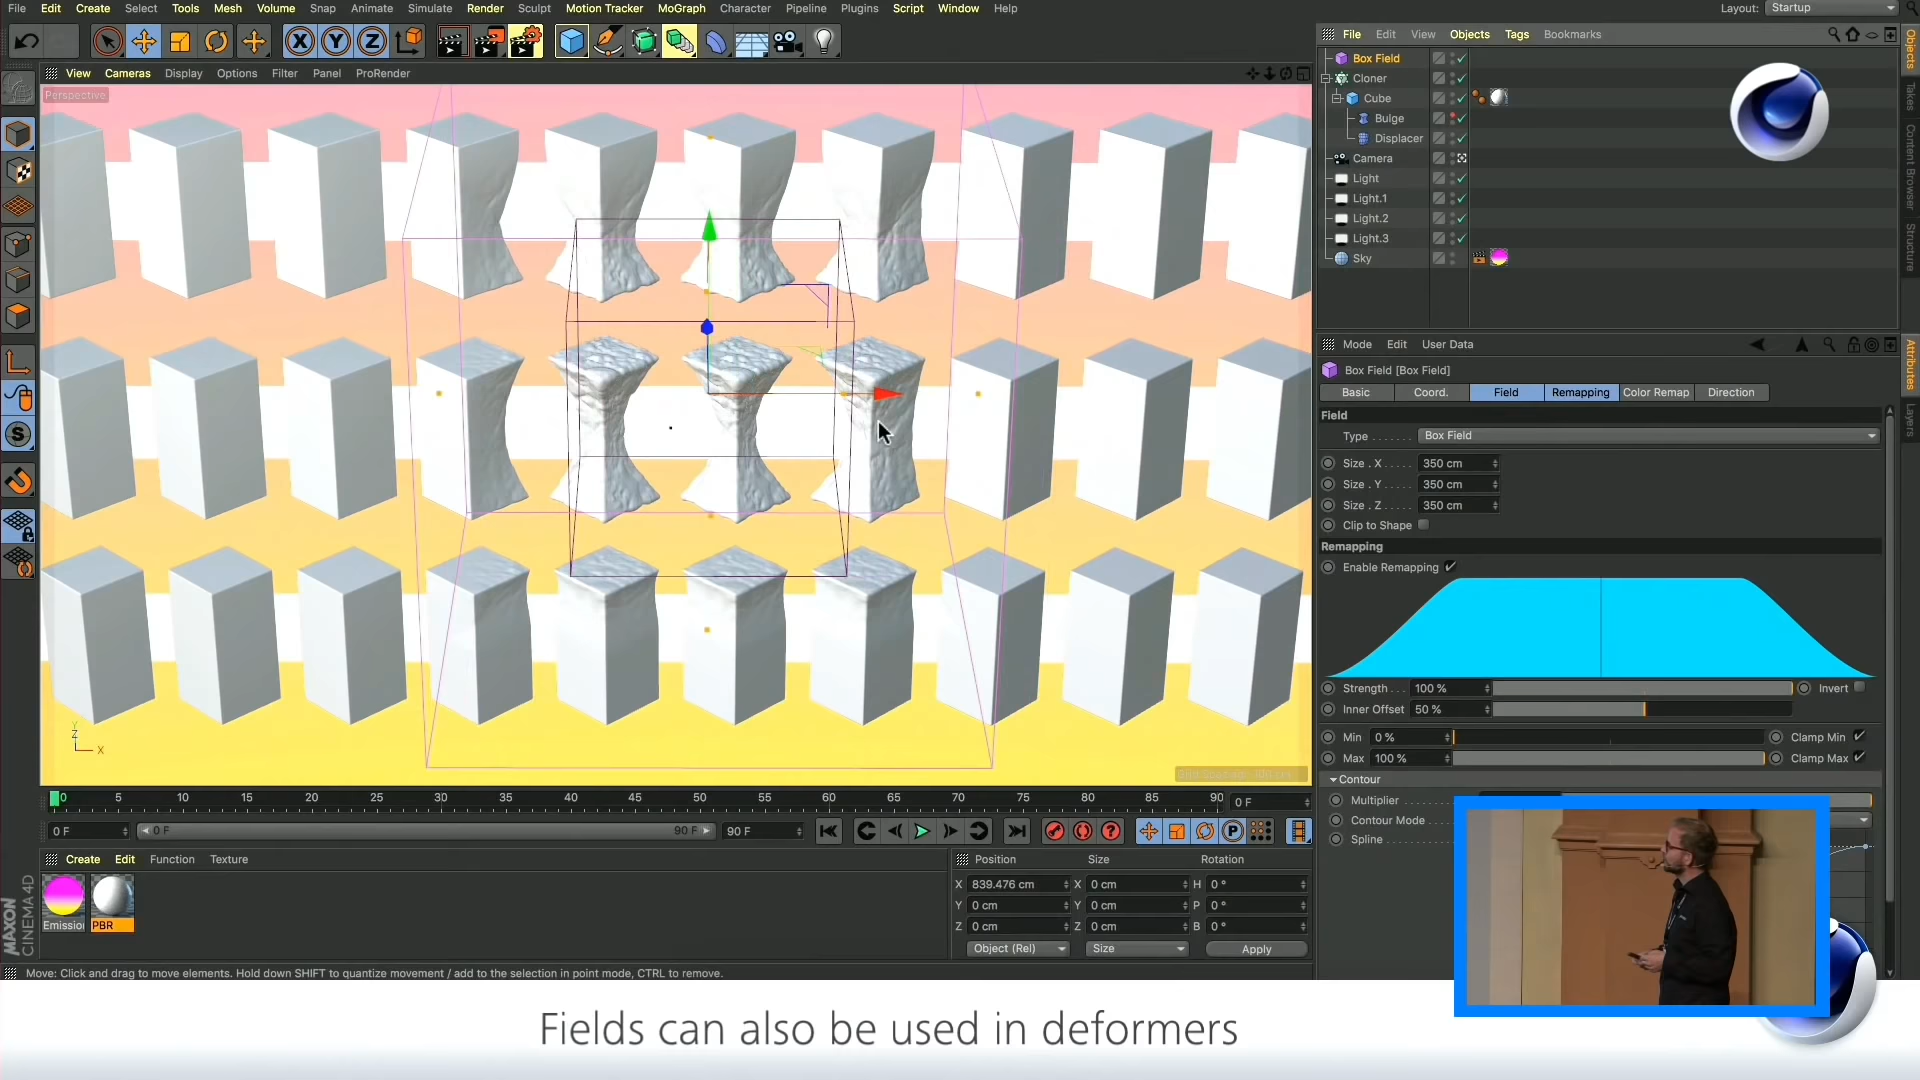 File Edit Create Select Tools Mesh Volume Snap Animate Simulate Render Sculpt Motion Tracker MoGraph Character Pipeline Plugins Script Window Help
Layout: Startup
X Y Z
View Cameras Display Options Filter Panel ProRender
Perspective
File Edit View Objects Tags Bookmarks
Box Field
Cloner
Cube
Bulge
Displacer
Camera
Light
Light.1
Light.2
Light.3
Sky
Objects
Takes
Content Browser
Structure
Mode Edit User Data
Box Field [Box Field]
Basic Coord. Field Remapping Color Remap Direction
Field
Type Box Field
Size . X 350 cm
Size . Y 350 cm
Size . Z 350 cm
Clip to Shape
Remapping
Enable Remapping
Strength 100 % Invert
Inner Offset 50 %
Min 0 % Clamp Min
Max 100 % Clamp Max
Contour
Multiplier
Contour Mode
Spline
Attributes
Layers
S
Y
Z
X
0 5 10 15 20 25 30 35 40 45 50 55 60 65 70 75 80 85 90 0 F
0 F 0 F 90 F 90 F
P
Create Edit Function Texture
Emissio PBR
MAXON
CINEMA 4D
Position Size Rotation
X 839.476 cm X 0 cm H 0 °
Y 0 cm Y 0 cm P 0 °
Z 0 cm Z 0 cm B 0 °
Object (Rel) Size Apply
Move: Click and drag to move elements. Hold down SHIFT to quantize movement / add to the selection in point mode, CTRL to remove.
Fields can also be used in deformers